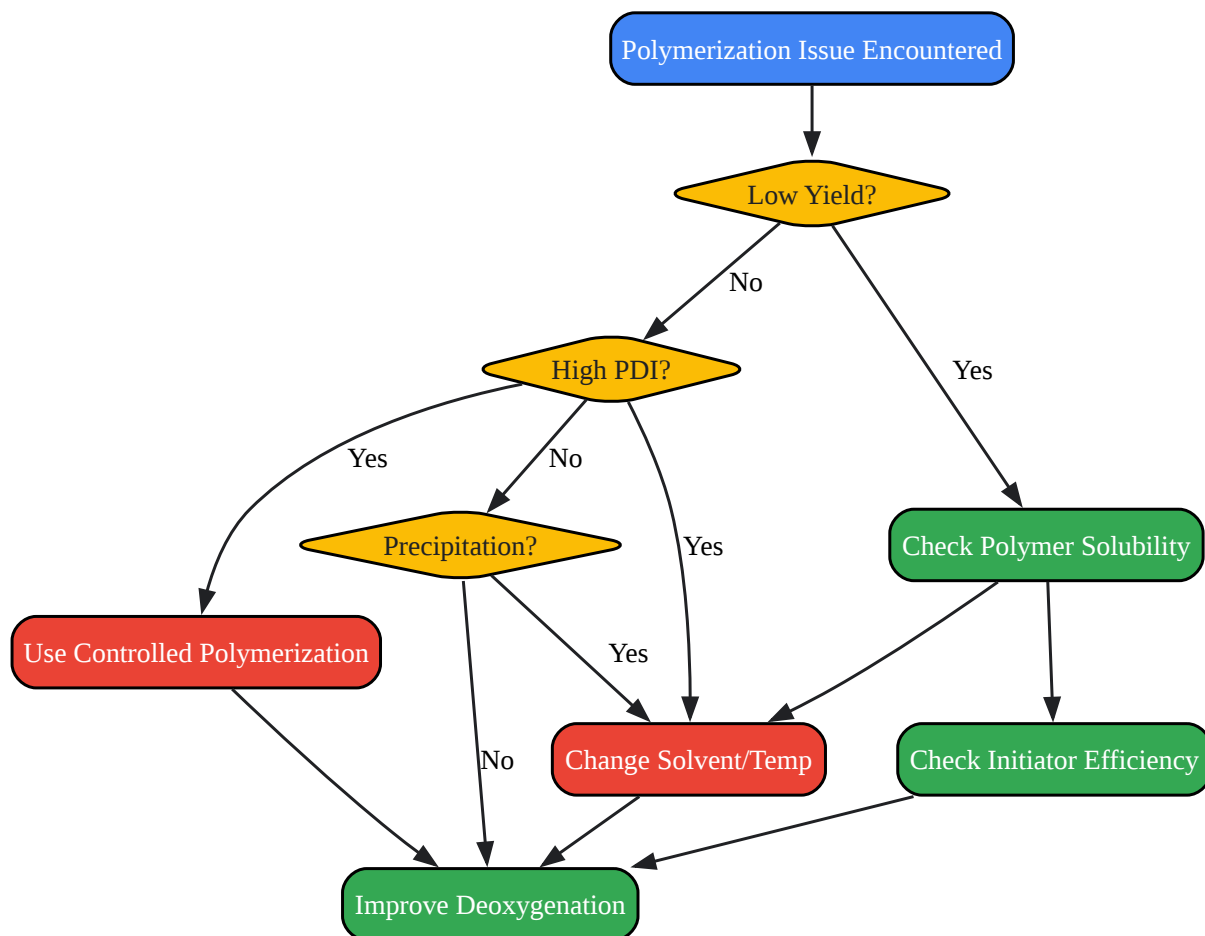 Polymerization Issue Encountered
Low Yield?
No
High PDI?
Yes
Yes
No
Precipitation?
Yes
Check Polymer Solubility
Use Controlled Polymerization
Yes
No
Change Solvent/Temp
Check Initiator Efficiency
Improve Deoxygenation